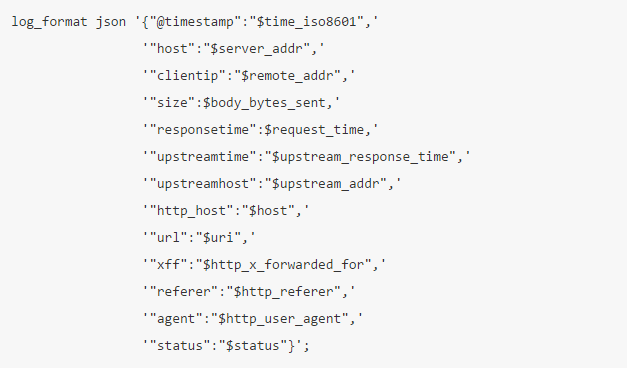 log_format json '{"@timestamp":"$time_iso8601",'
'"host":"$server_addr",'
'"clientip":"$remote_addr",'
'"size":$body_bytes_sent,'
'"responsetime":$request_time,'
'"upstreamtime":"$upstream_response_time",'
'"upstreamhost":"$upstream_addr",'
'"http_host":"$host",'
'"url":"$uri",'
'"xff":"$http_x_forwarded_for",'
'"referer":"$http_referer",'
'"agent":"$http_user_agent",'
'"status":"$status"}';